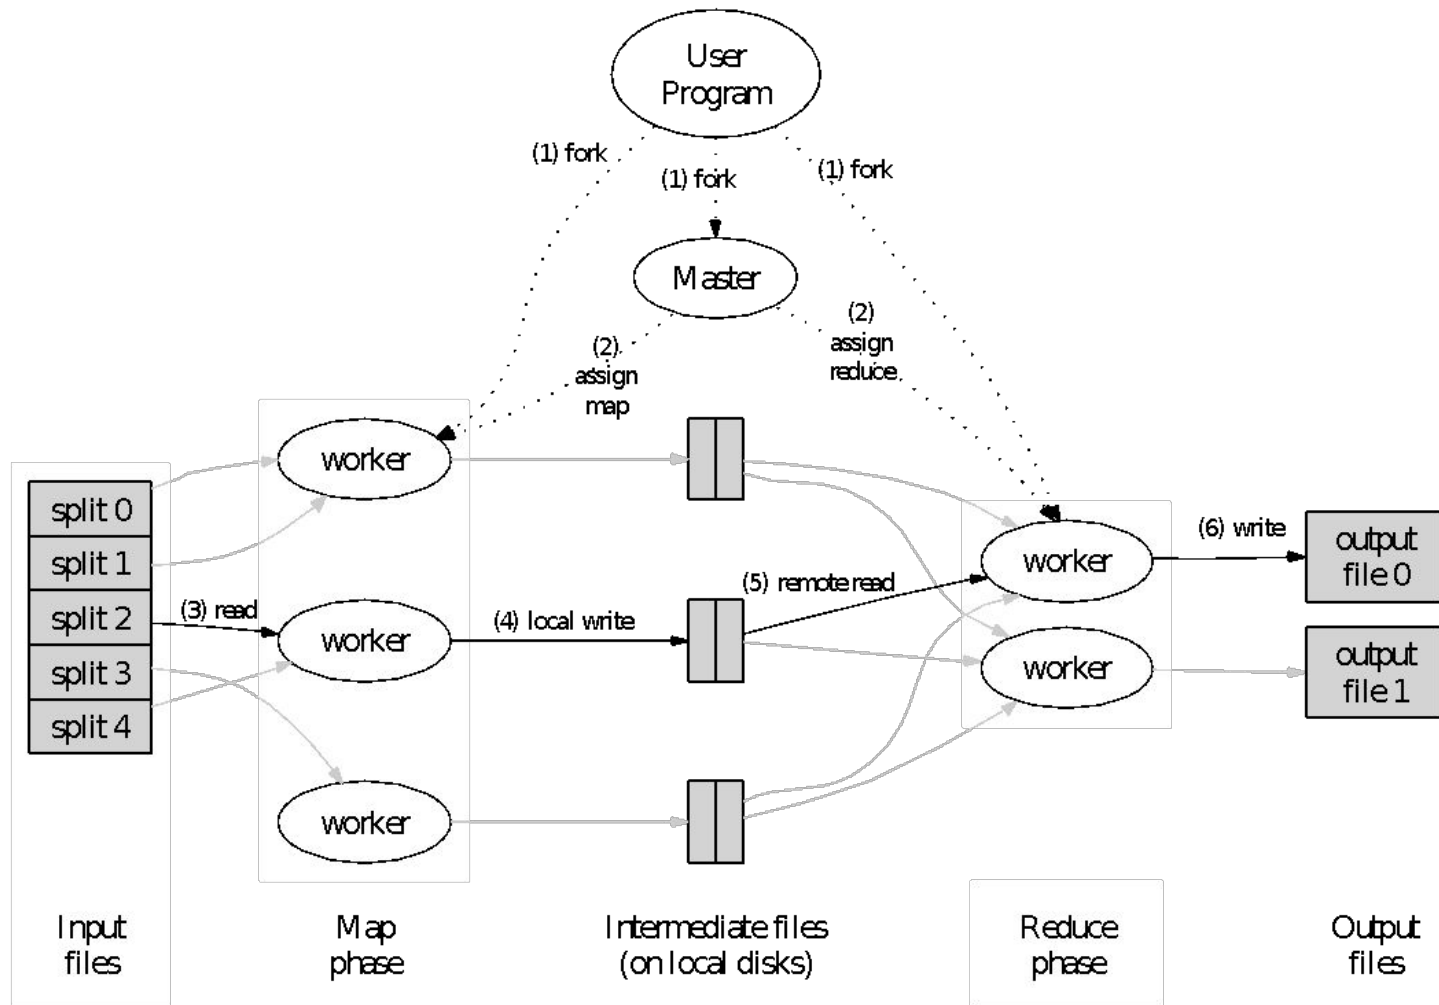 User
Program
(1) fork
(1) fork
(1) fork
Master
(2)
assign
map
(2)
assign
reduce
worker
split 0
split 1
split 2
split 3
split 4
(3) read
worker
(4) local write
(5) remote read
worker
(6) write
output
file 0
worker
output
file 1
worker
Input
files
Map
phase
Intermediate files
(on local disks)
Reduce
phase
Output
files